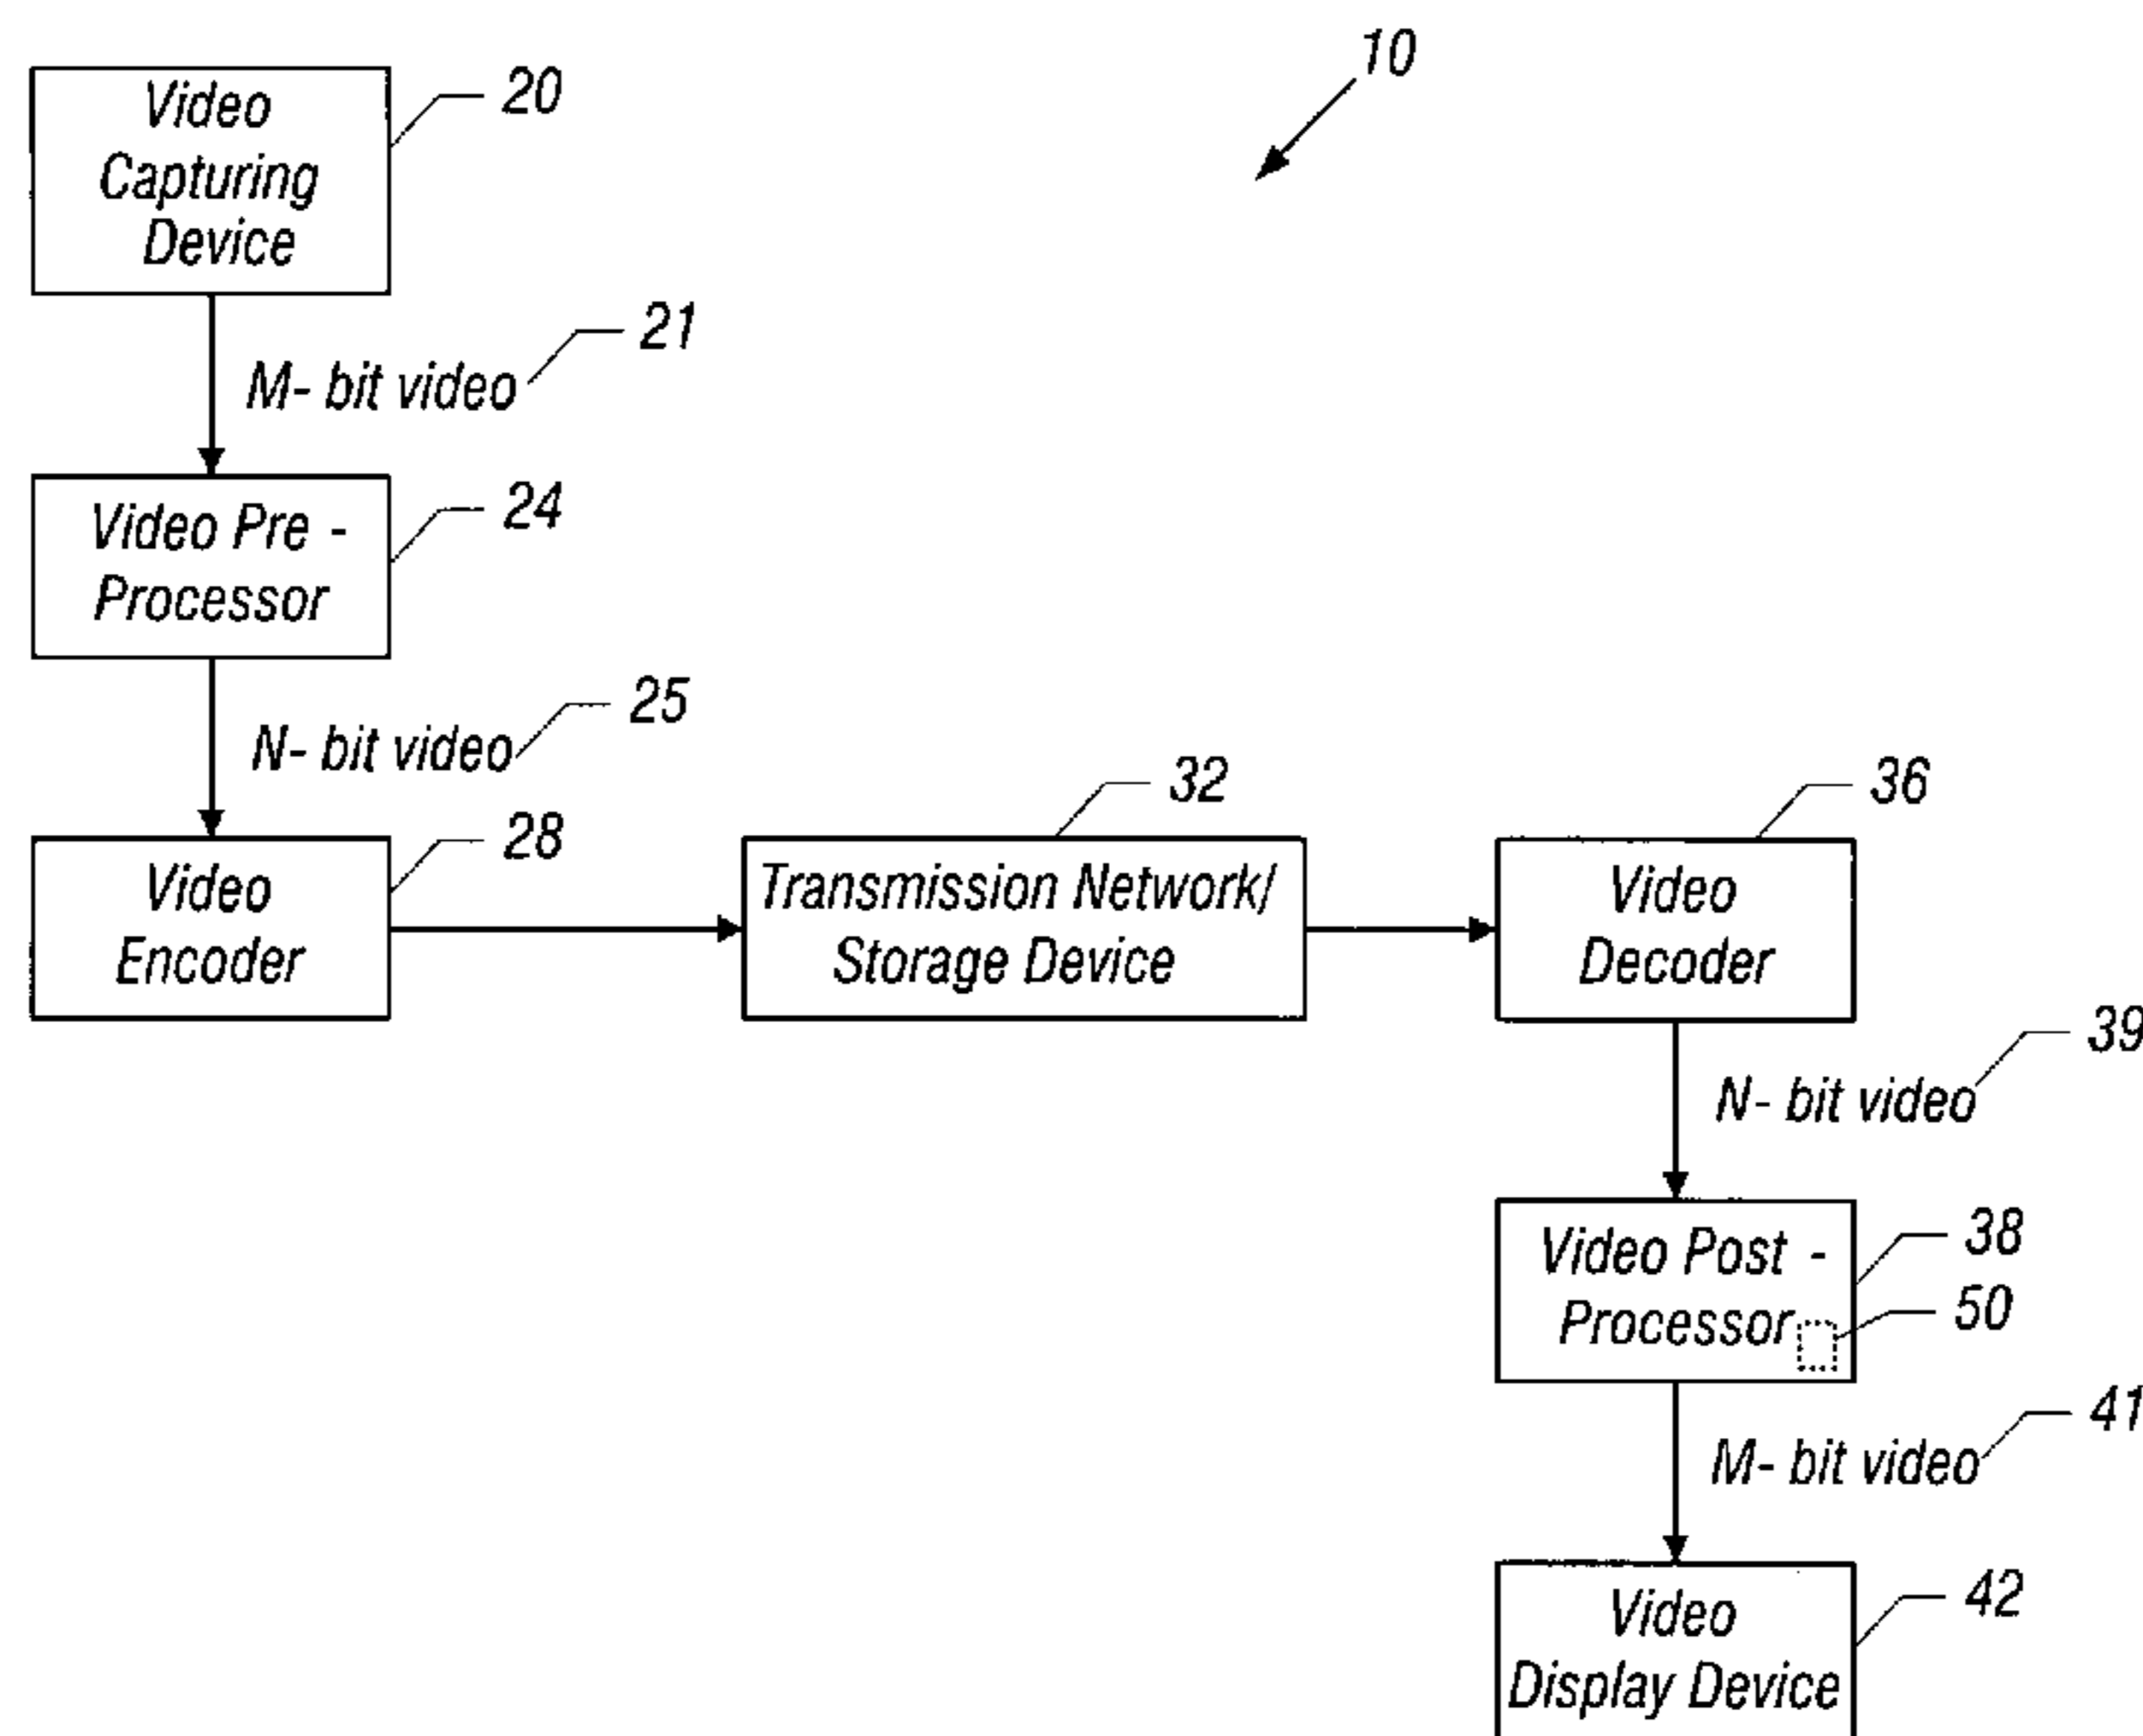 10
Video
Capturing
Device
20
M- bit video
21
Video Pre -
Processor
24
N- bit video
25
Video
Encoder
28
Transmission Network/
Storage Device
32
Video
Decoder
36
N- bit video
39
Video Post -
Processor
38
50
M- bit video
41
Video
Display Device
42